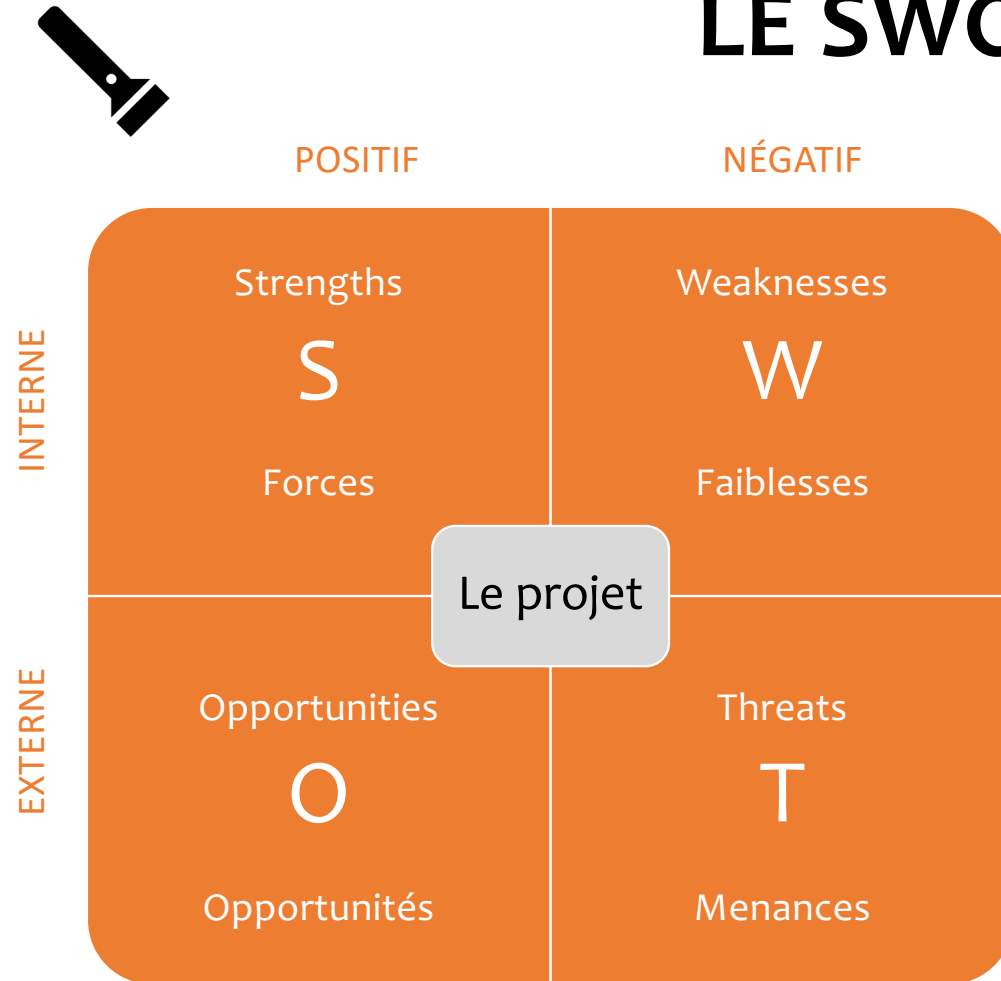 LE SWO
POSITIF
NÉGATIF
INTERNE
Strengths
S
Forces
Weaknesses
W
Faiblesses
Le projet
EXTERNE
Opportunities
O
Opportunités
Threats
T
Menances